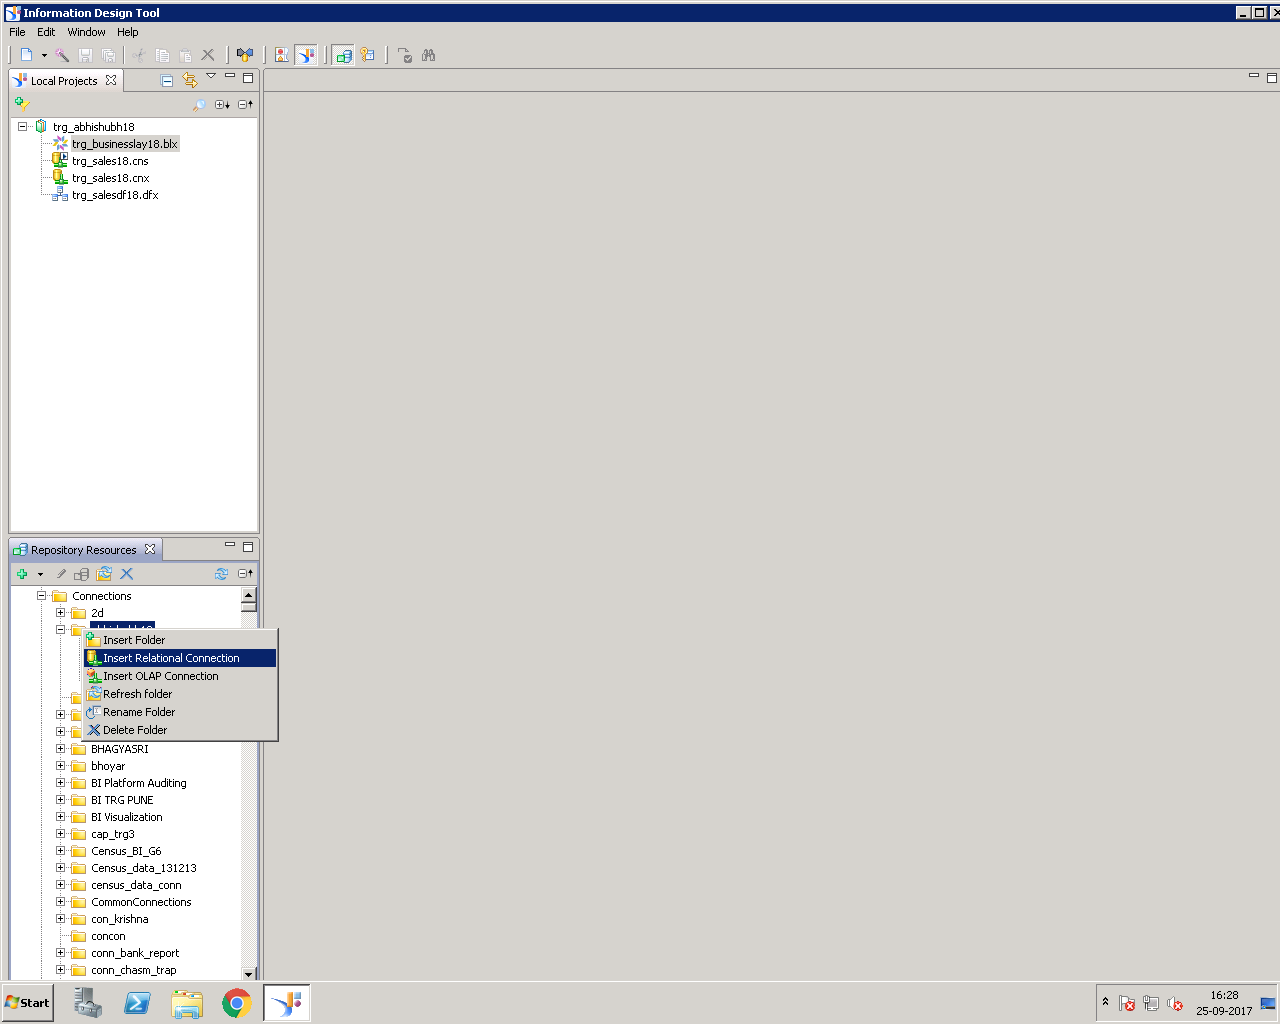 Information Design Tool
File Edit Window Help
Local Projects
trg_abhishubh18
trg_businesslay18.blx
trg_sales18.cns
trg_sales18.cnx
trg_salesdf18.dfx
Repository Resources
Connections
2d
Insert Folder
Insert Relational Connection
Insert OLAP Connection
Refresh folder
Rename Folder
Delete Folder
BHAGYASRI
bhoyar
BI Platform Auditing
BI TRG PUNE
BI Visualization
cap_trg3
Census_BI_G6
Census_data_131213
census_data_conn
CommonConnections
con_krishna
concon
conn_bank_report
conn_chasm_trap
Start
16:28
25-09-2017